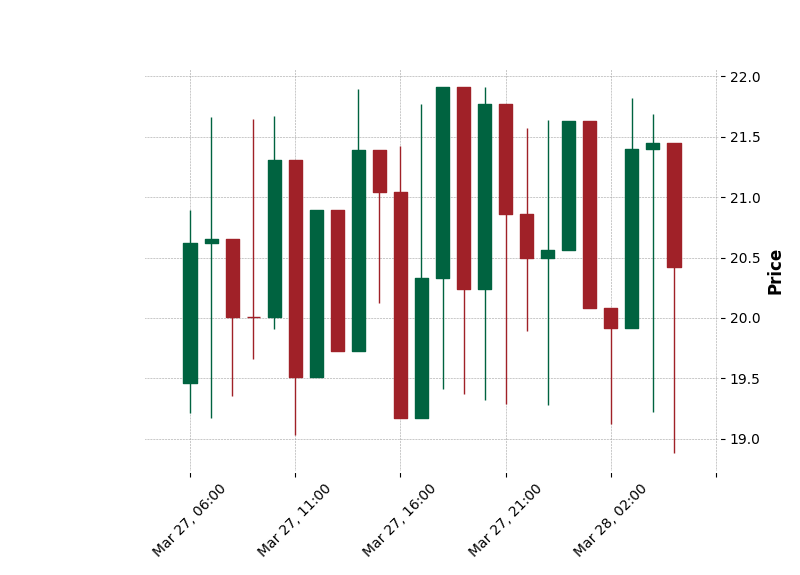 22.0
21.5
21.0
20.5
20.0
19.5
19.0
Price
Mar 27, 06:00
Mar 27, 11:00
Mar 27, 16:00
Mar 27, 21:00
Mar 28, 02:00